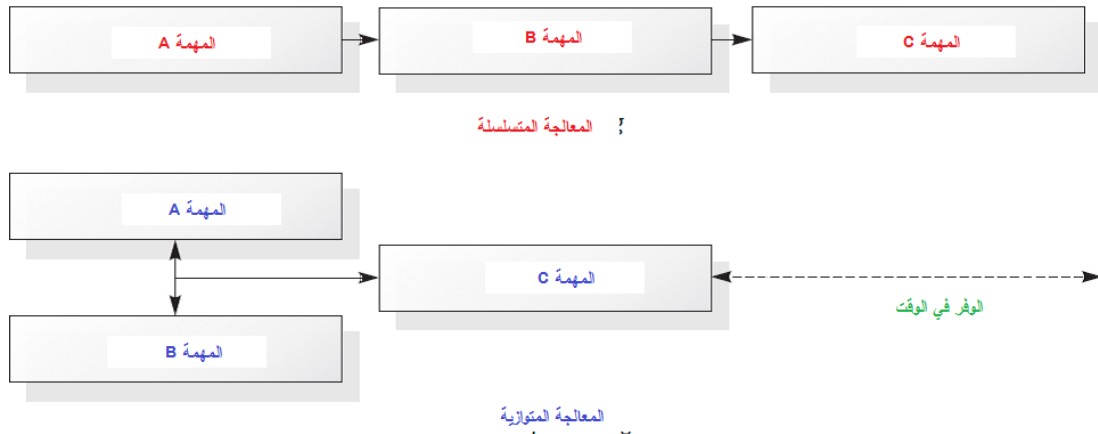 المهمة A
المهمة B
المهمة C
المعالجة المتسلسلة
المهمة A
المهمة C
الوفر في الوقت
المهمة B
المعالجة المتوازية